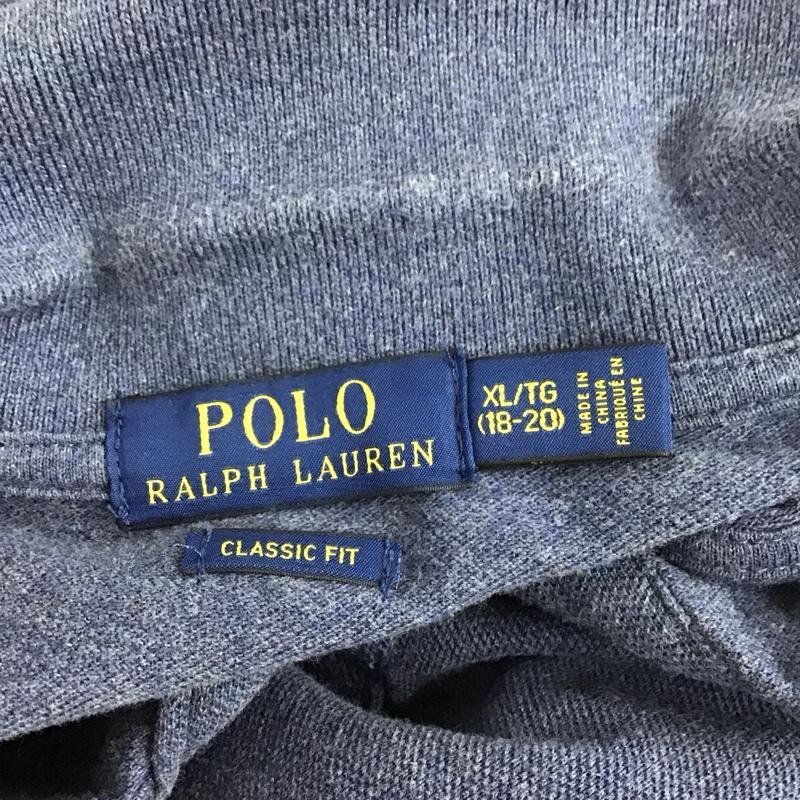 POLO
RALPH LAUREN
XL/TG
(18-20)
MADE IN
CHINA
FABRIQUÉ EN
CHINE
CLASSIC FIT